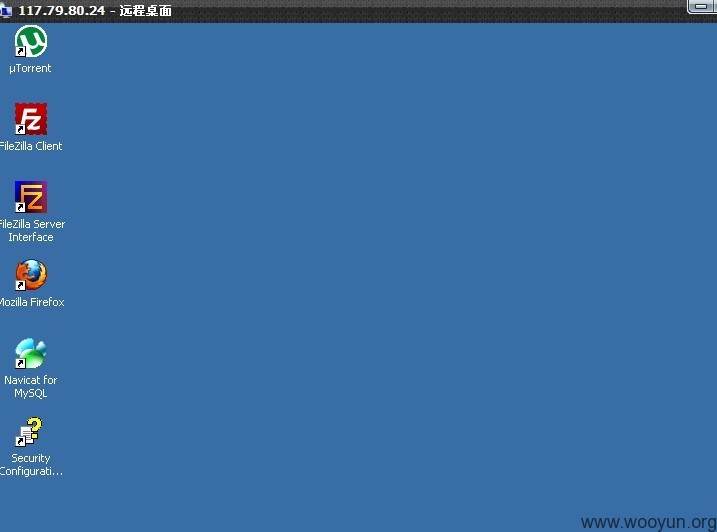 117.79.80.24 - 远程桌面
µTorrent
FileZilla Client
FileZilla Server
Interface
Mozilla Firefox
Navicat for
MySQL
Security
Configurati...
www.wooyun.org